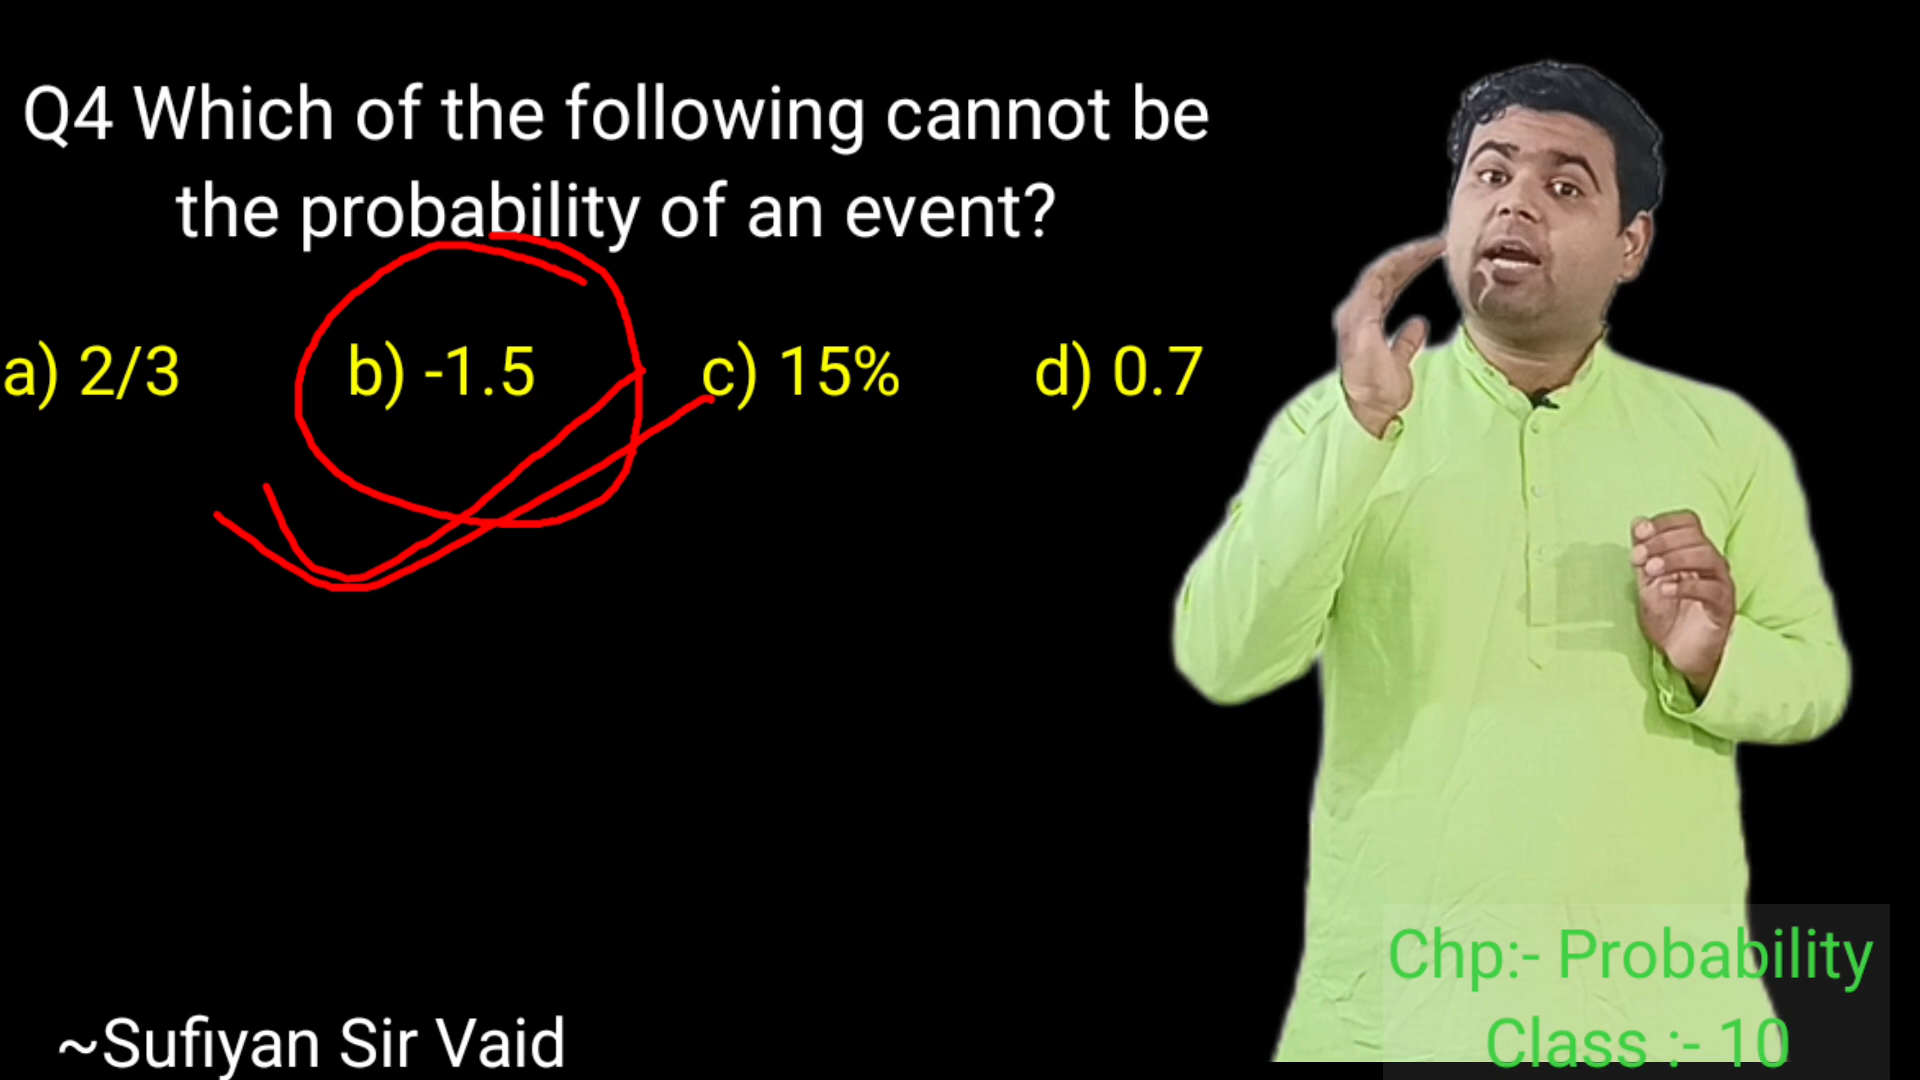 Q4 Which of the following cannot be
the probability of an event?
a) 2/3 b) -1.5 c) 15% d) 0.7
Chp:- Probability
Class :- 10
~Sufiyan Sir Vaid